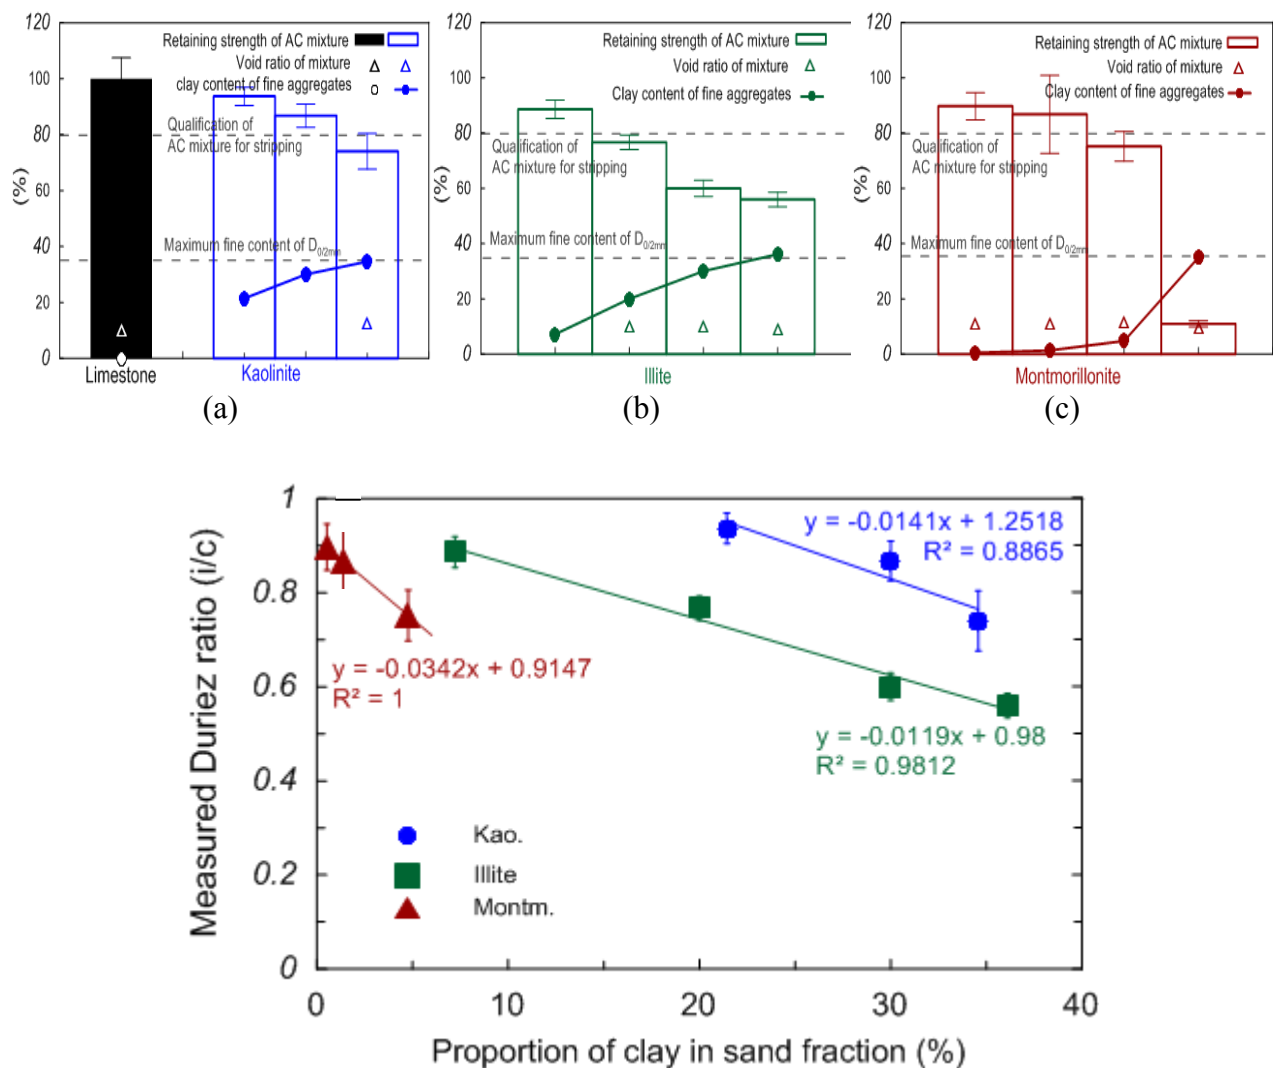 120
100
80
60
40
20
0
(%)
Retaining strength of AC mixture
Void ratio of mixture
clay content of fine aggregates
Qualification of
AC mixture for stripping
Maximum fine content of D0/2mm
Limestone
Kaolinite
(a)
120
100
80
60
40
20
0
(%)
Retaining strength of AC mixture
Void ratio of mixture
Clay content of fine aggregates
Qualification of
AC mixture for stripping
Maximum fine content of D0/2mm
Illite
(b)
120
100
80
60
40
20
0
(%)
Retaining strength of AC mixture
Void ratio of mixture
Clay content of fine aggregates
Qualification of
AC mixture for stripping
Maximum fine content of D0/2mm
Montmorillonite
(c)
Measured Duriez ratio (i/c)
1
0.8
0.6
0.4
0.2
0
y = -0.0141x + 1.2518
R² = 0.8865
y = -0.0342x + 0.9147
R² = 1
y = -0.0119x + 0.98
R² = 0.9812
Kao.
Illite
Montm.
0 10 20 30 40
Proportion of clay in sand fraction (%)